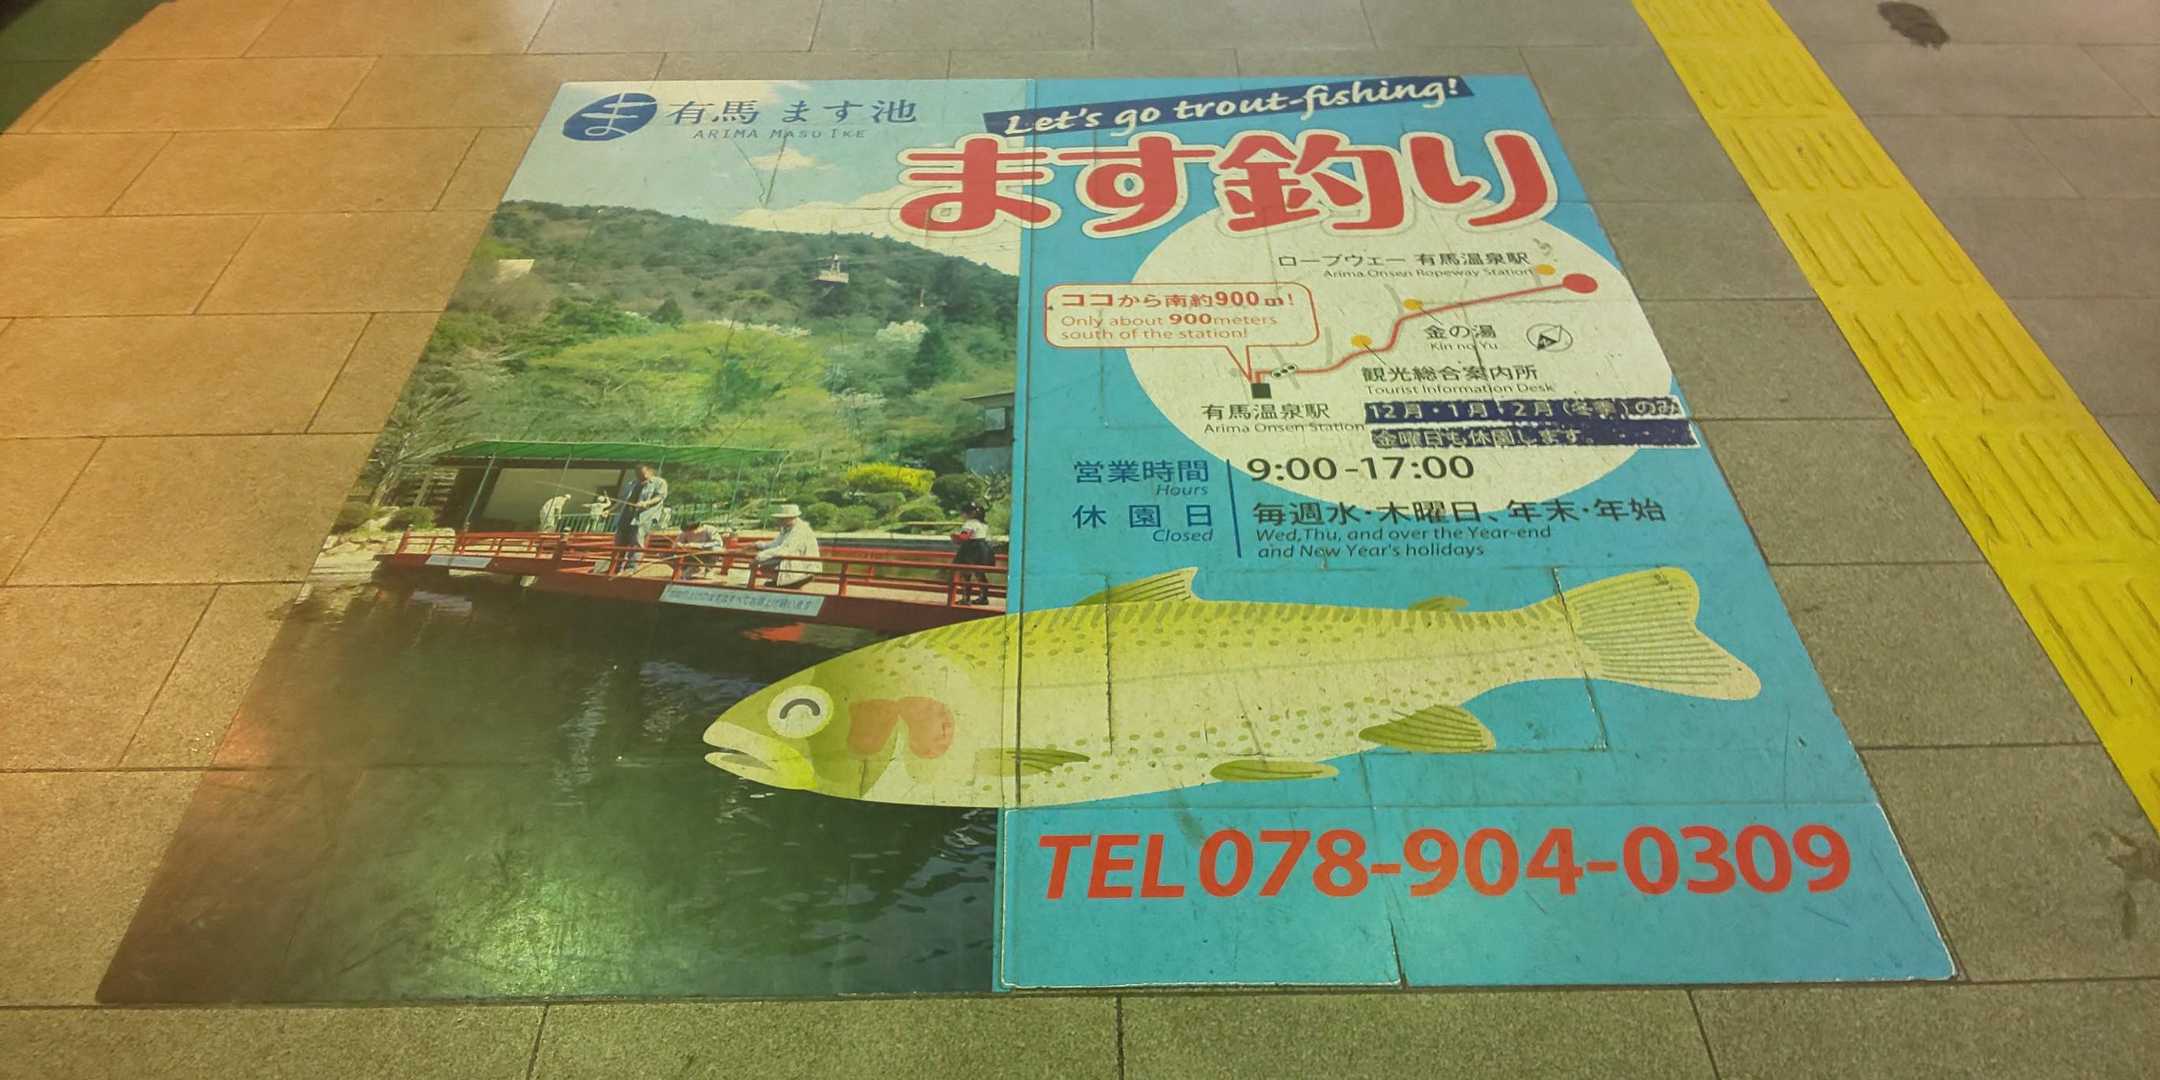 ま 有馬 ます池
ARIMA MASU IKE
Let's go trout-fishing!
ます釣り
ロープウェー 有馬温泉駅
Arima Onsen Ropeway Station
ココから南約900m!
Only about 900meters
south of the station!
金の湯
Kin no Yu
観光総合案内所
Tourist Information Desk
有馬温泉駅
Arima Onsen Station
12月・1月・2月(冬季)のみ
金曜日も休園します。
営業時間 9:00-17:00
Hours
休園日 毎週水・木曜日、年末・年始
Closed Wed,Thu, and over the Year-end
and New Year's holidays
TEL 078-904-0309